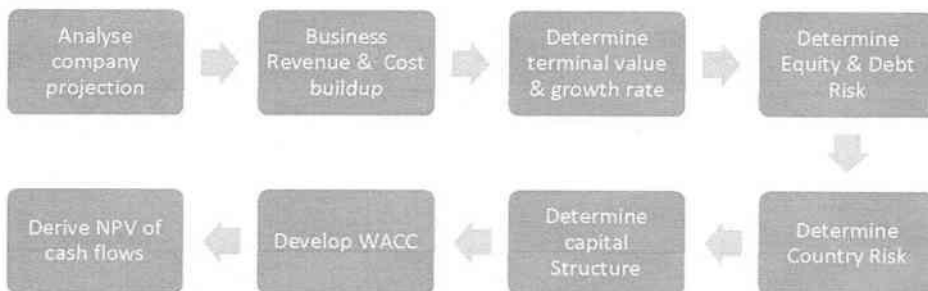 Analyse
company
projection
Business
Revenue & Cost
buildup
Determine
terminal value
& growth rate
Determine
Equity & Debt
Risk
Determine
Country Risk
Determine
capital
Structure
Develop WACC
Derive NPV of
cash flows